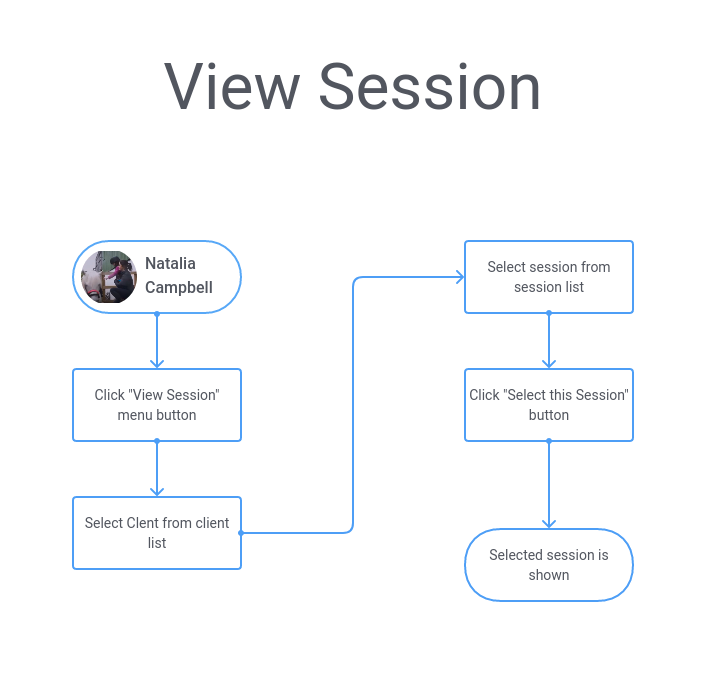 View Session
Natalia
Campbell
Click "View Session"
menu button
Select Clent from client
list
Select session from
session list
Click "Select this Session"
button
Selected session is
shown